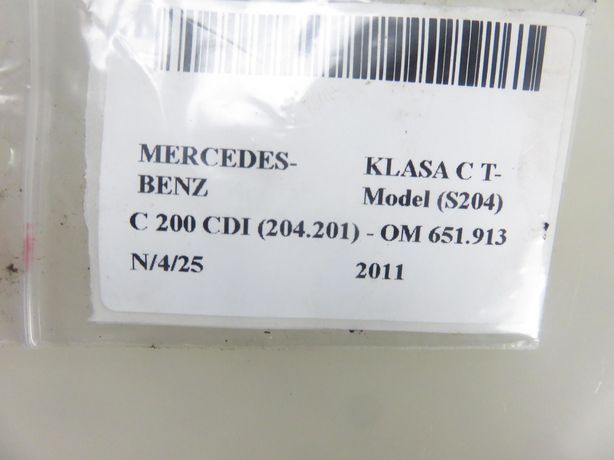 MERCEDES-BENZ
KLASA C T-Model (S204)
C 200 CDI (204.201) - OM 651.913
N/4/25 2011